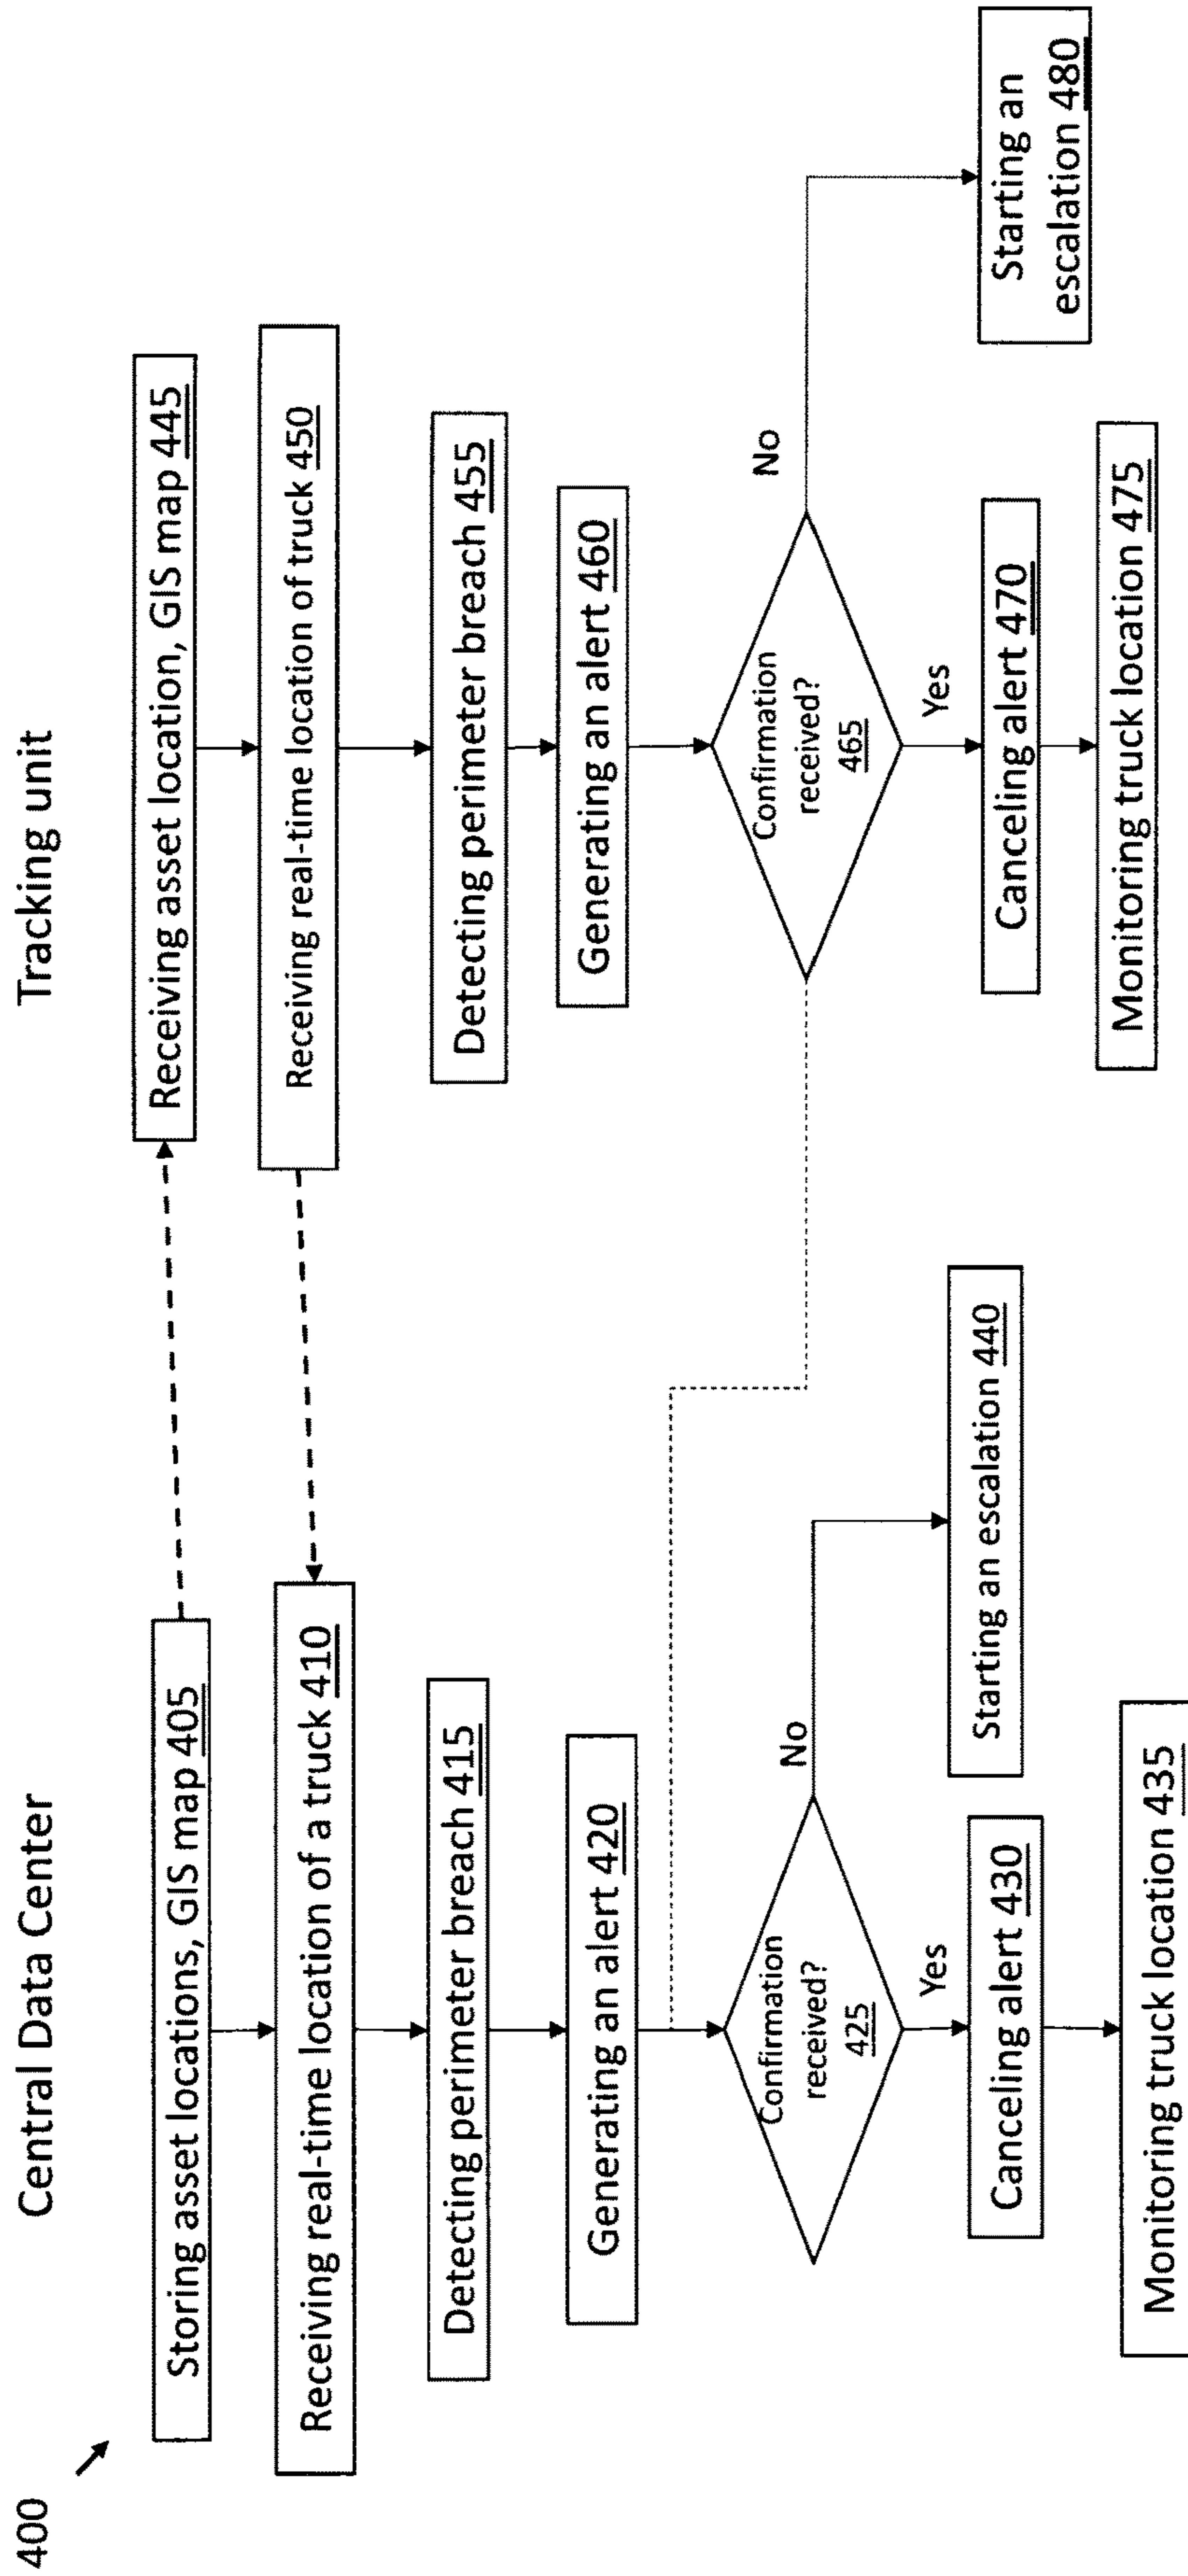 400
Central Data Center
Storing asset locations, GIS map 405
Receiving real-time location of a truck 410
Detecting perimeter breach 415
Generating an alert 420
Confirmation
received?
425
No
Yes
Starting an escalation 440
Canceling alert 430
Monitoring truck location 435
Tracking unit
Receiving asset location, GIS map 445
Receiving real-time location of truck 450
Detecting perimeter breach 455
Generating an alert 460
Confirmation
received?
465
No
Yes
Starting an
escalation 480
Canceling alert 470
Monitoring truck location 475